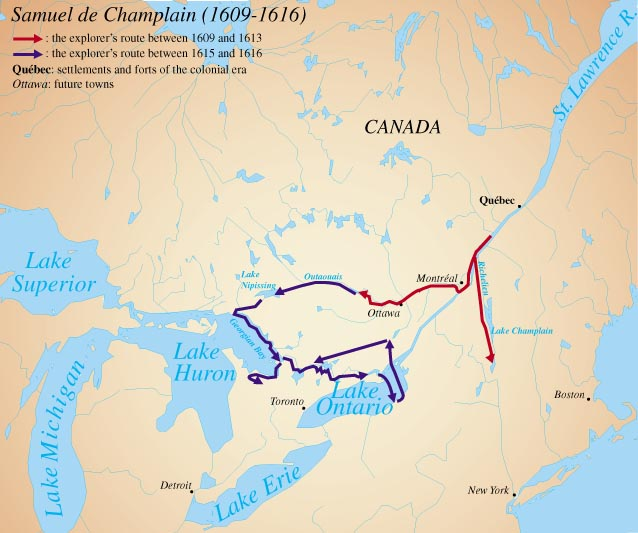 Samuel de Champlain (1609-1616)
: the explorer's route between 1609 and 1613
: the explorer's route between 1615 and 1616
Québec: settlements and forts of the colonial era
Ottawa: future towns
St. Lawrence R.
CANADA
Québec
Lake
Superior
Lake
Nipissing
Outaouais
Montréal
Richelieu
Ottawa
Georgian Bay
Lake Champlain
Lake
Huron
Lake Michigan
Lake
Ontario
Toronto
Boston
Detroit
Lake Erie
New York